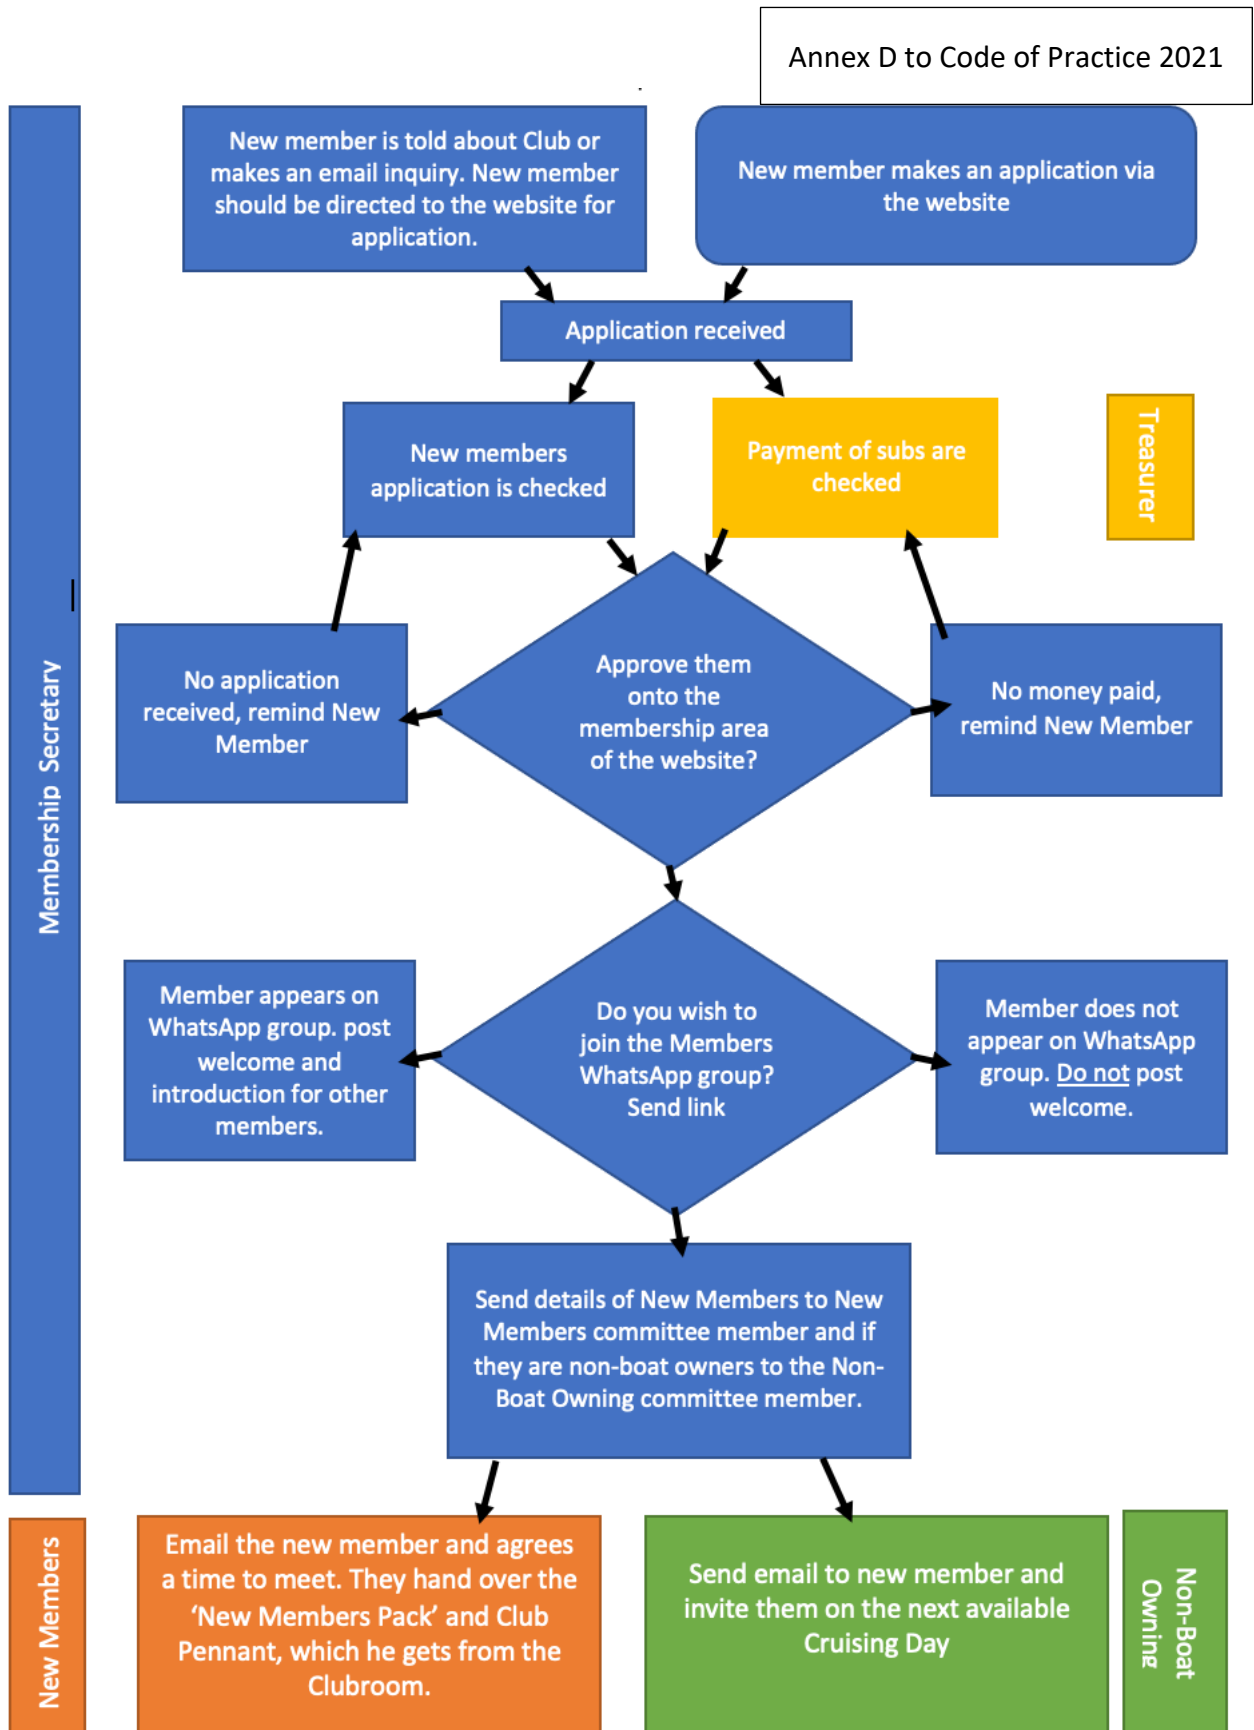 Annex D to Code of Practice 2021
New member is told about Club or
makes an email inquiry. New member
should be directed to the website for
application.
New member makes an application via
the website
Application received
New members
application is checked
Payment of subs are
checked
Treasurer
Membership Secretary
No application
received, remind New
Member
Approve them
onto the
membership area
of the website?
No money paid,
remind New Member
Member appears on
WhatsApp group. post
welcome and
introduction for other
members.
Do you wish to
join the Members
WhatsApp group?
Send link
Member does not
appear on WhatsApp
group. Do not post
welcome.
Send details of New Members to New
Members committee member and if
they are non-boat owners to the Non-
Boat Owning committee member.
New Members
Email the new member and agrees
a time to meet. They hand over the
‘New Members Pack’ and Club
Pennant, which he gets from the
Clubroom.
Send email to new member and
invite them on the next available
Cruising Day
Non-Boat
Owning